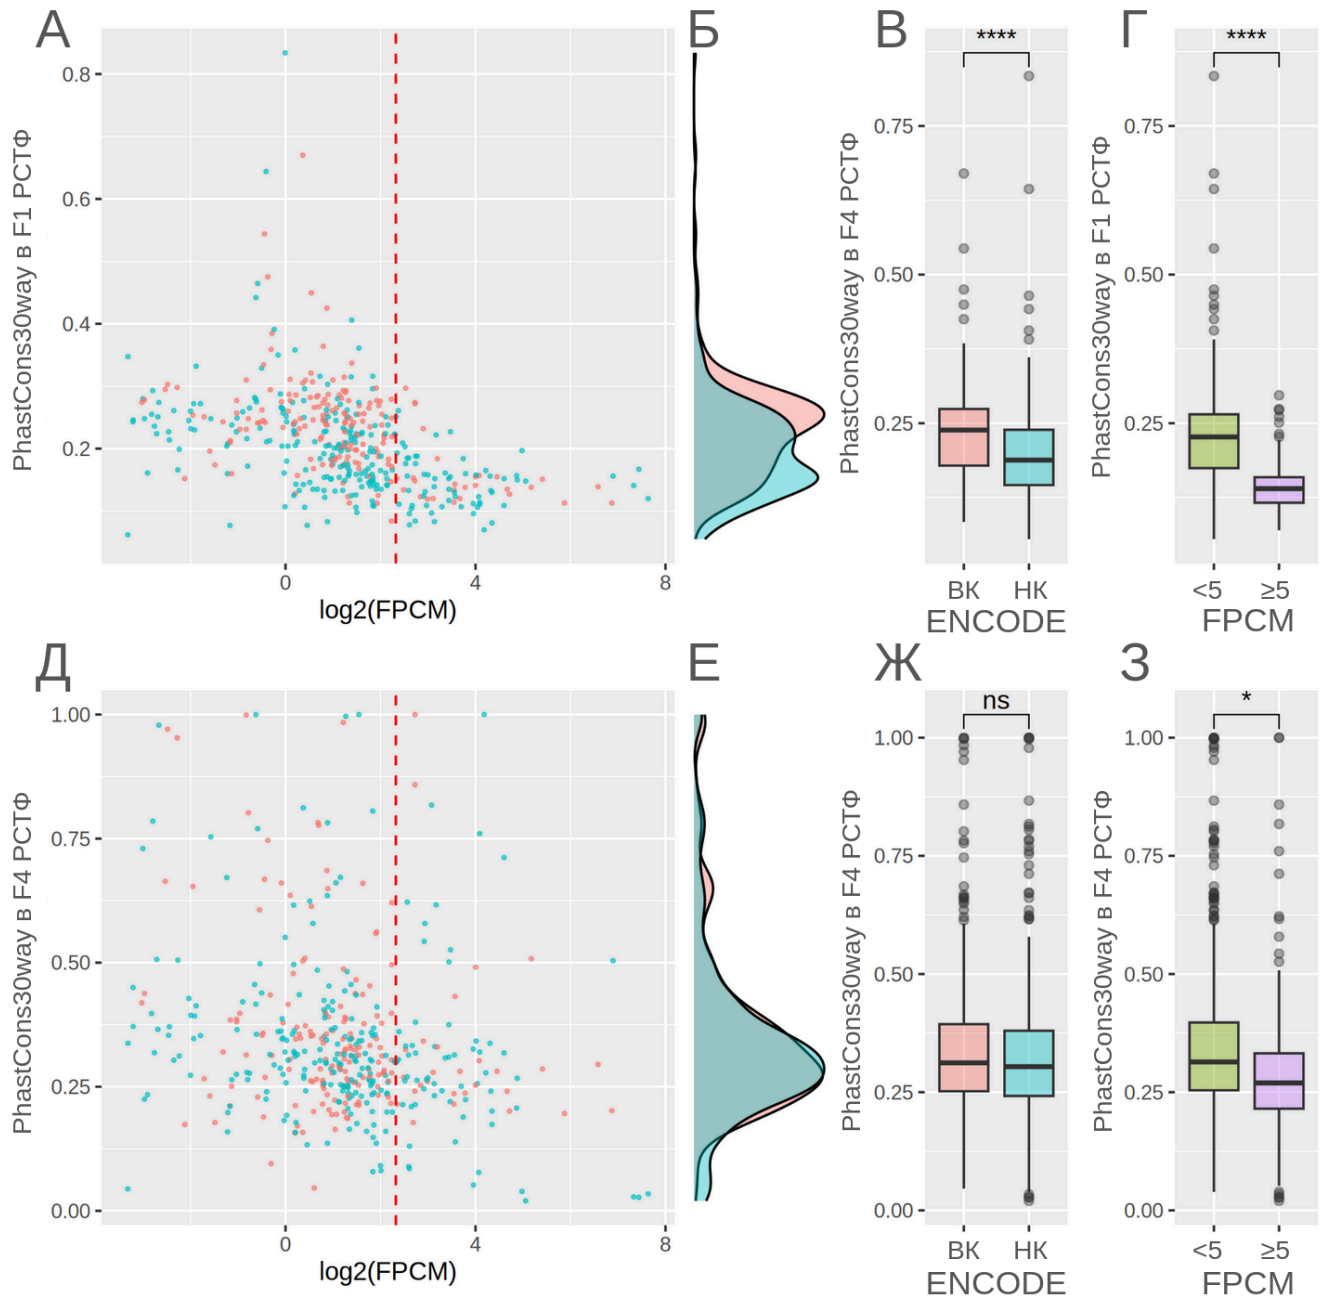 А
PhastCons30way в F1 РСТФ
0.8
0.6
0.4
0.2
0
4
8
log2(FPCM)
Б
В
PhastCons30way в F4 РСТФ
0.75
0.50
0.25
****
ВК
НК
ENCODE
Г
PhastCons30way в F1 РСТФ
0.75
0.50
0.25
****
<5
≥5
FPCM
Д
PhastCons30way в F4 РСТФ
1.00
0.75
0.50
0.25
0.00
0
4
8
log2(FPCM)
Е
Ж
PhastCons30way в F4 РСТФ
1.00
0.75
0.50
0.25
0.00
ns
ВК
НК
ENCODE
З
PhastCons30way в F4 РСТФ
1.00
0.75
0.50
0.25
0.00
*
<5
≥5
FPCM